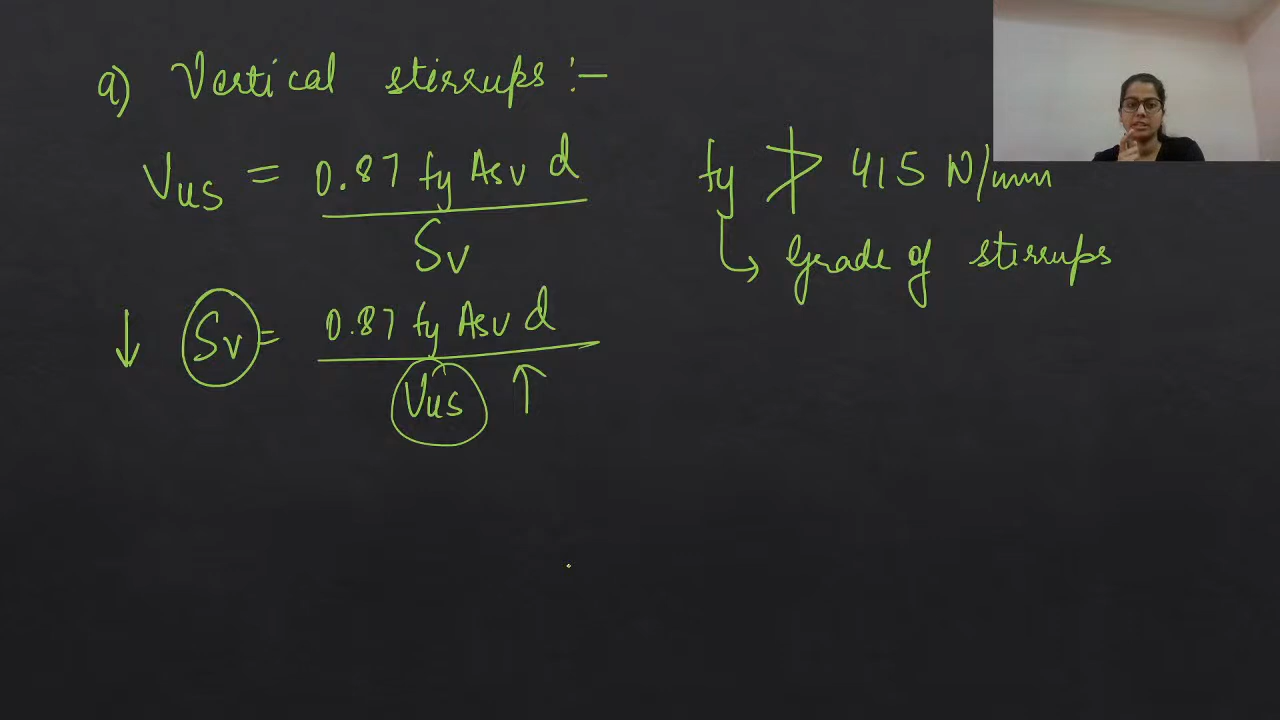 a) Vertical stirrups :-
Vus = 0.87 fy Asv d / Sv
fy ≯ 415 N/mm
↳ Grade of stirrups
↓ Sv = 0.87 fy Asv d / Vus ↑